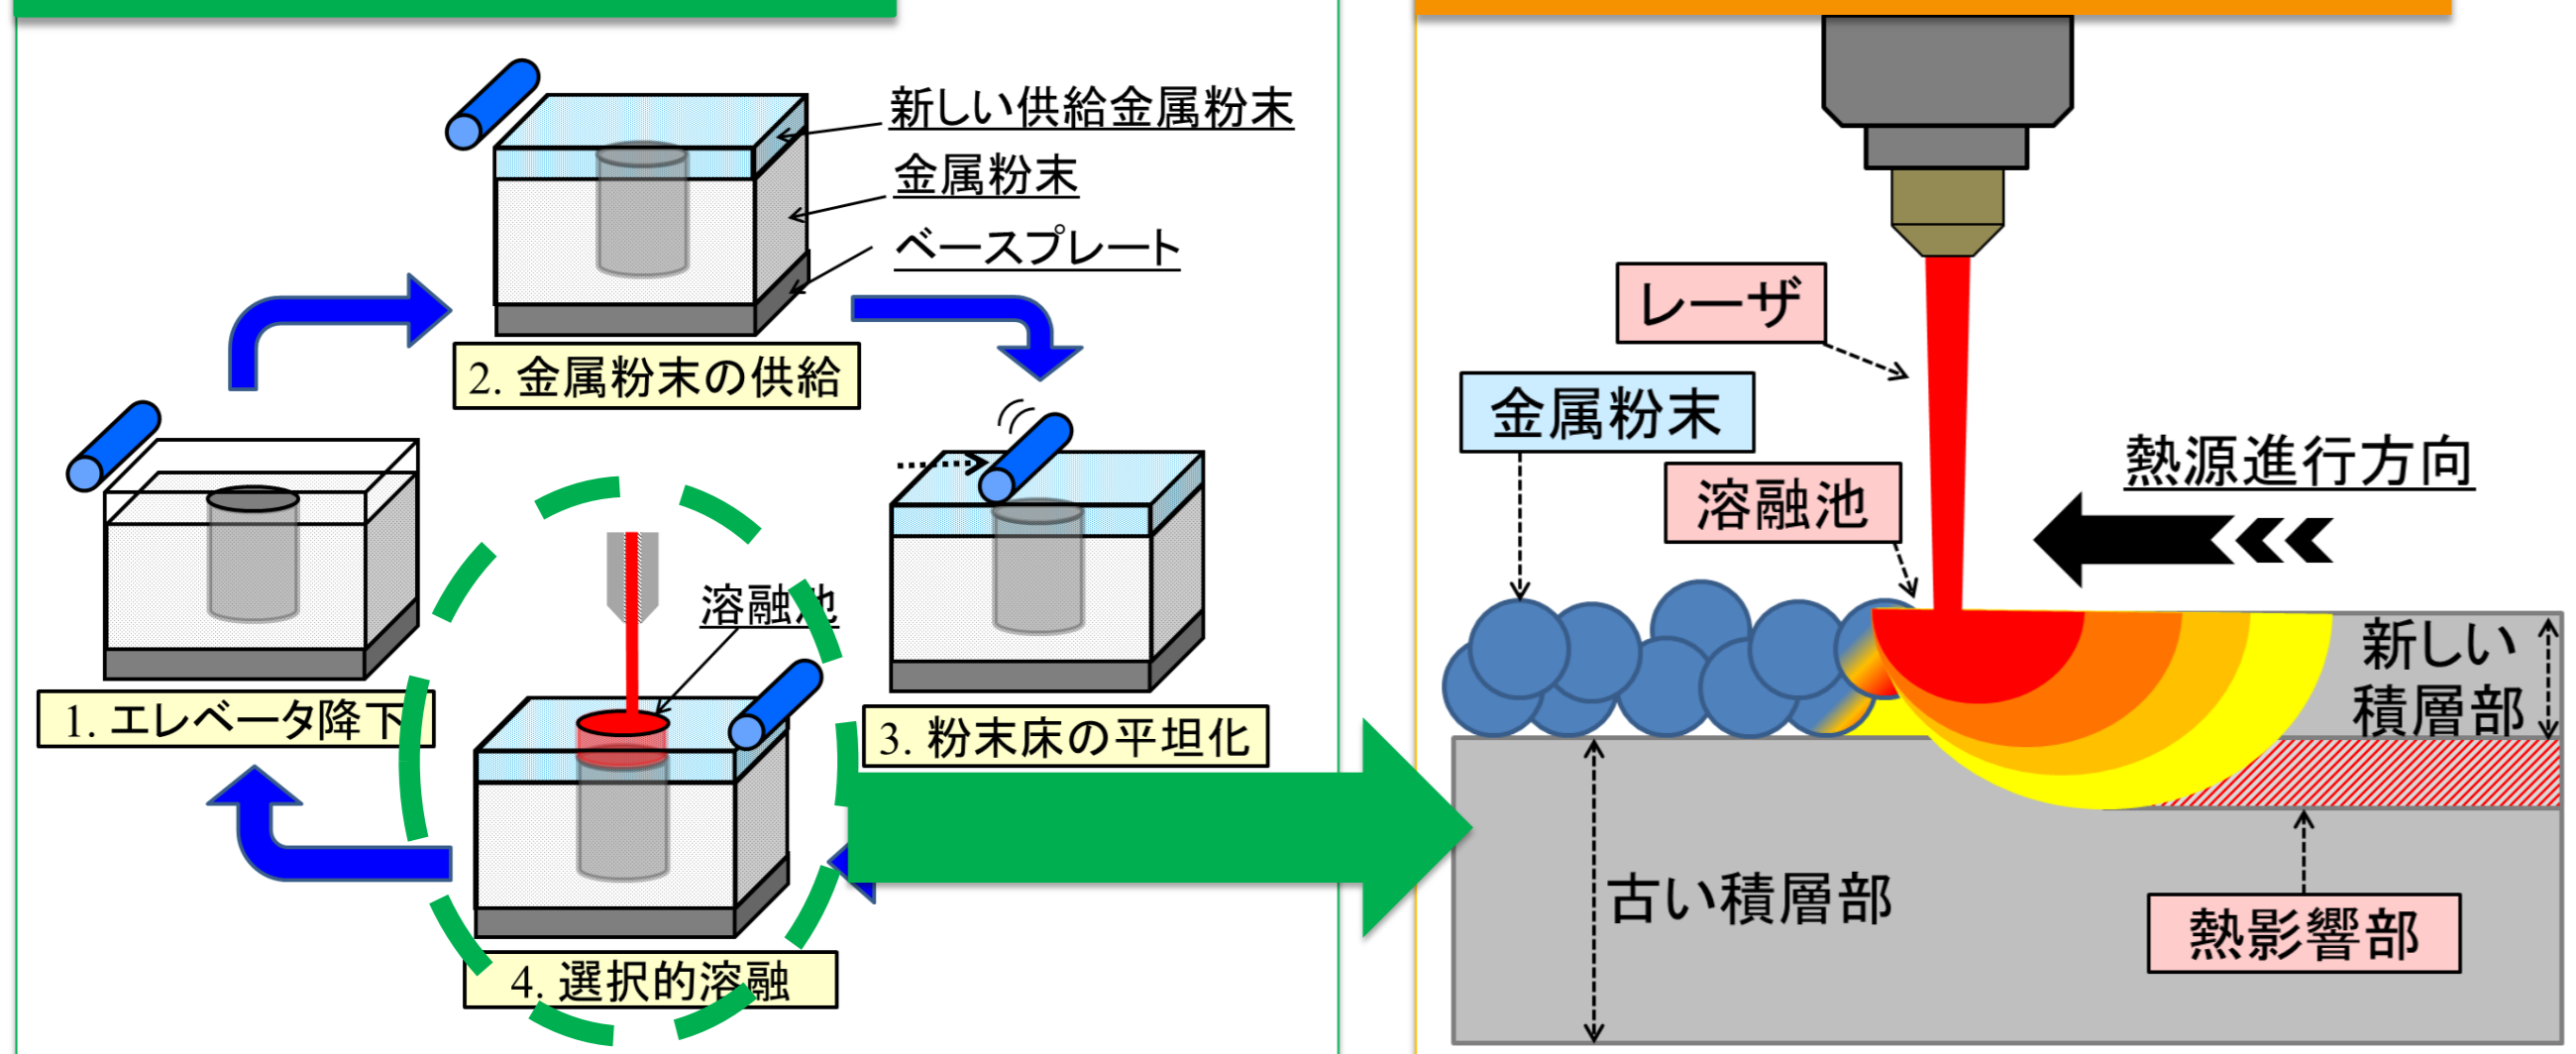 新しい供給金属粉末
金属粉末
ベースプレート
2. 金属粉末の供給
1. エレベータ降下
溶融池
3. 粉末床の平坦化
4. 選択的溶融
レーザ
金属粉末
溶融池
熱源進行方向
新しい
積層部
古い積層部
熱影響部